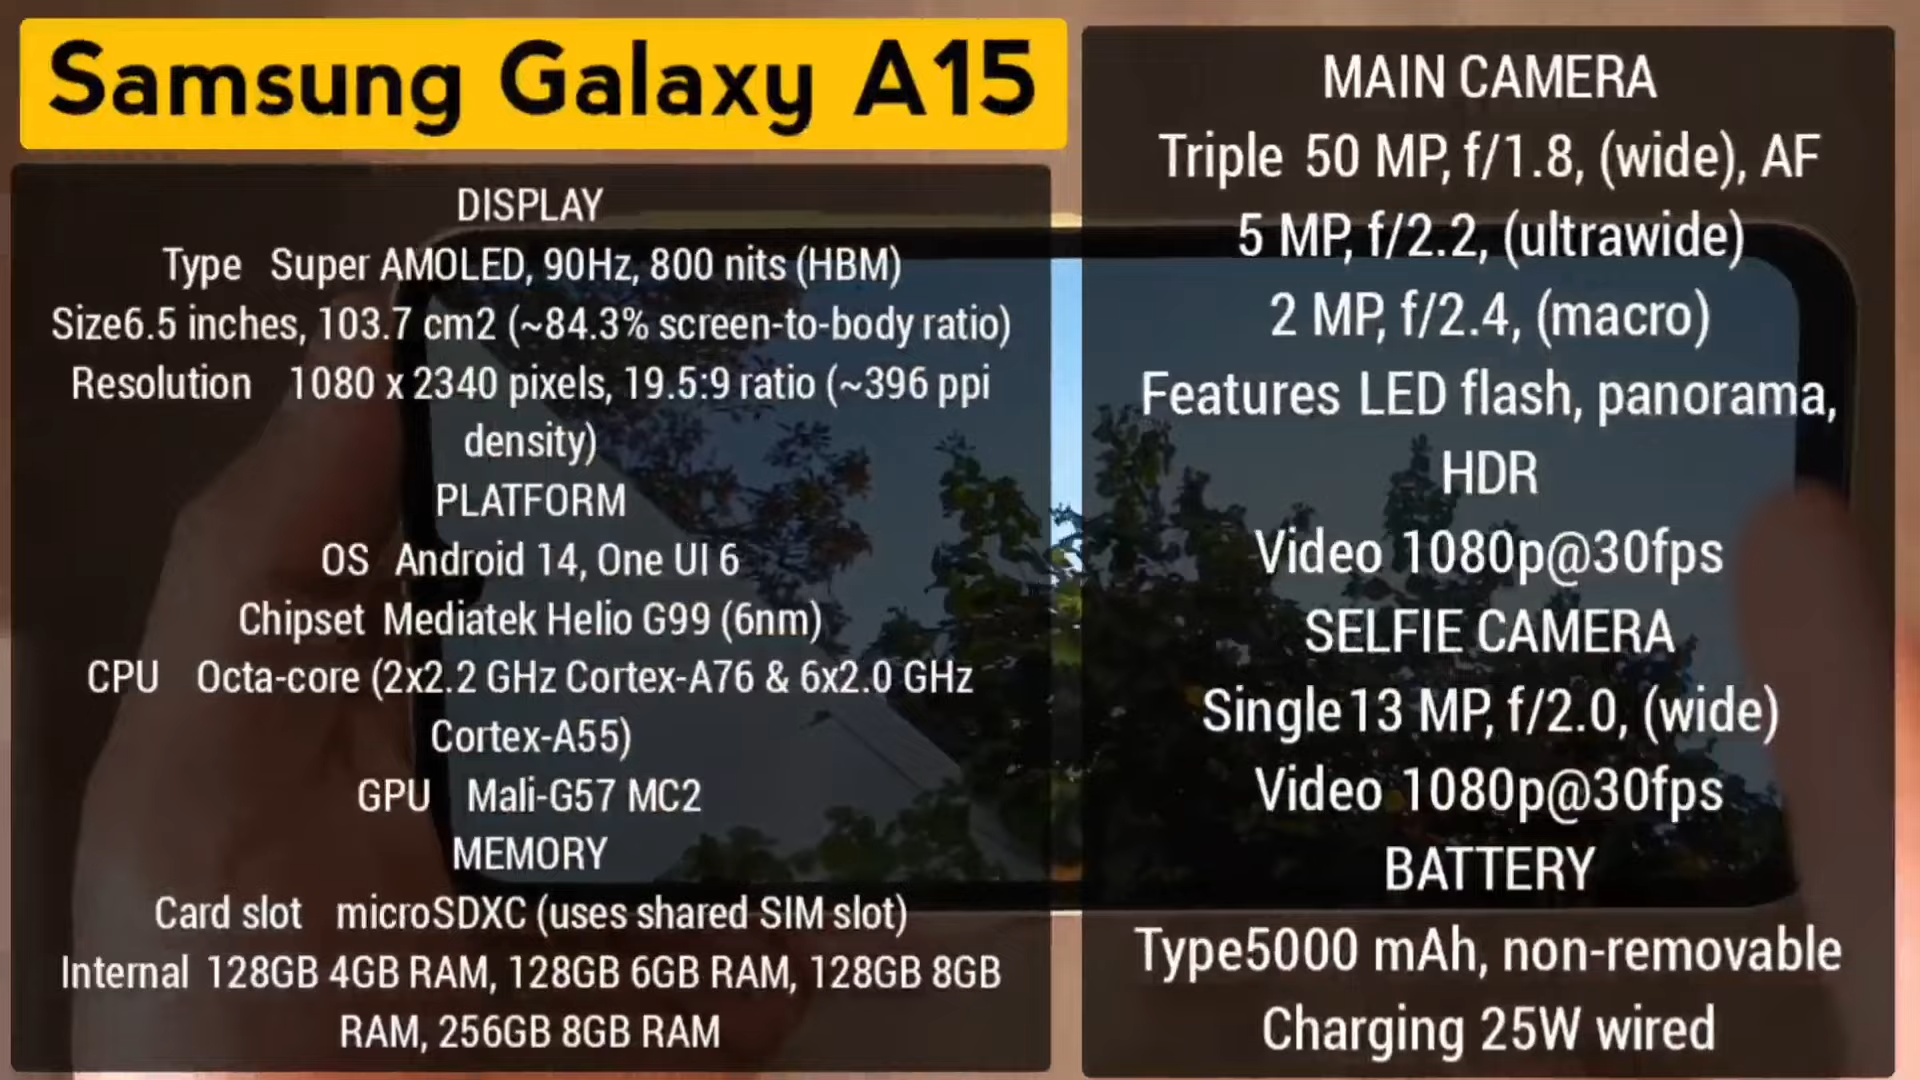 Samsung Galaxy A15
DISPLAY
Type Super AMOLED, 90Hz, 800 nits (HBM)
Size6.5 inches, 103.7 cm2 (~84.3% screen-to-body ratio)
Resolution 1080 x 2340 pixels, 19.5:9 ratio (~396 ppi
density)
PLATFORM
OS Android 14, One UI 6
Chipset Mediatek Helio G99 (6nm)
CPU Octa-core (2x2.2 GHz Cortex-A76 & 6x2.0 GHz
Cortex-A55)
GPU Mali-G57 MC2
MEMORY
Card slot microSDXC (uses shared SIM slot)
Internal 128GB 4GB RAM, 128GB 6GB RAM, 128GB 8GB
RAM, 256GB 8GB RAM
MAIN CAMERA
Triple 50 MP, f/1.8, (wide), AF
5 MP, f/2.2, (ultrawide)
2 MP, f/2.4, (macro)
Features LED flash, panorama,
HDR
Video 1080p@30fps
SELFIE CAMERA
Single13 MP, f/2.0, (wide)
Video 1080p@30fps
BATTERY
Type5000 mAh, non-removable
Charging 25W wired